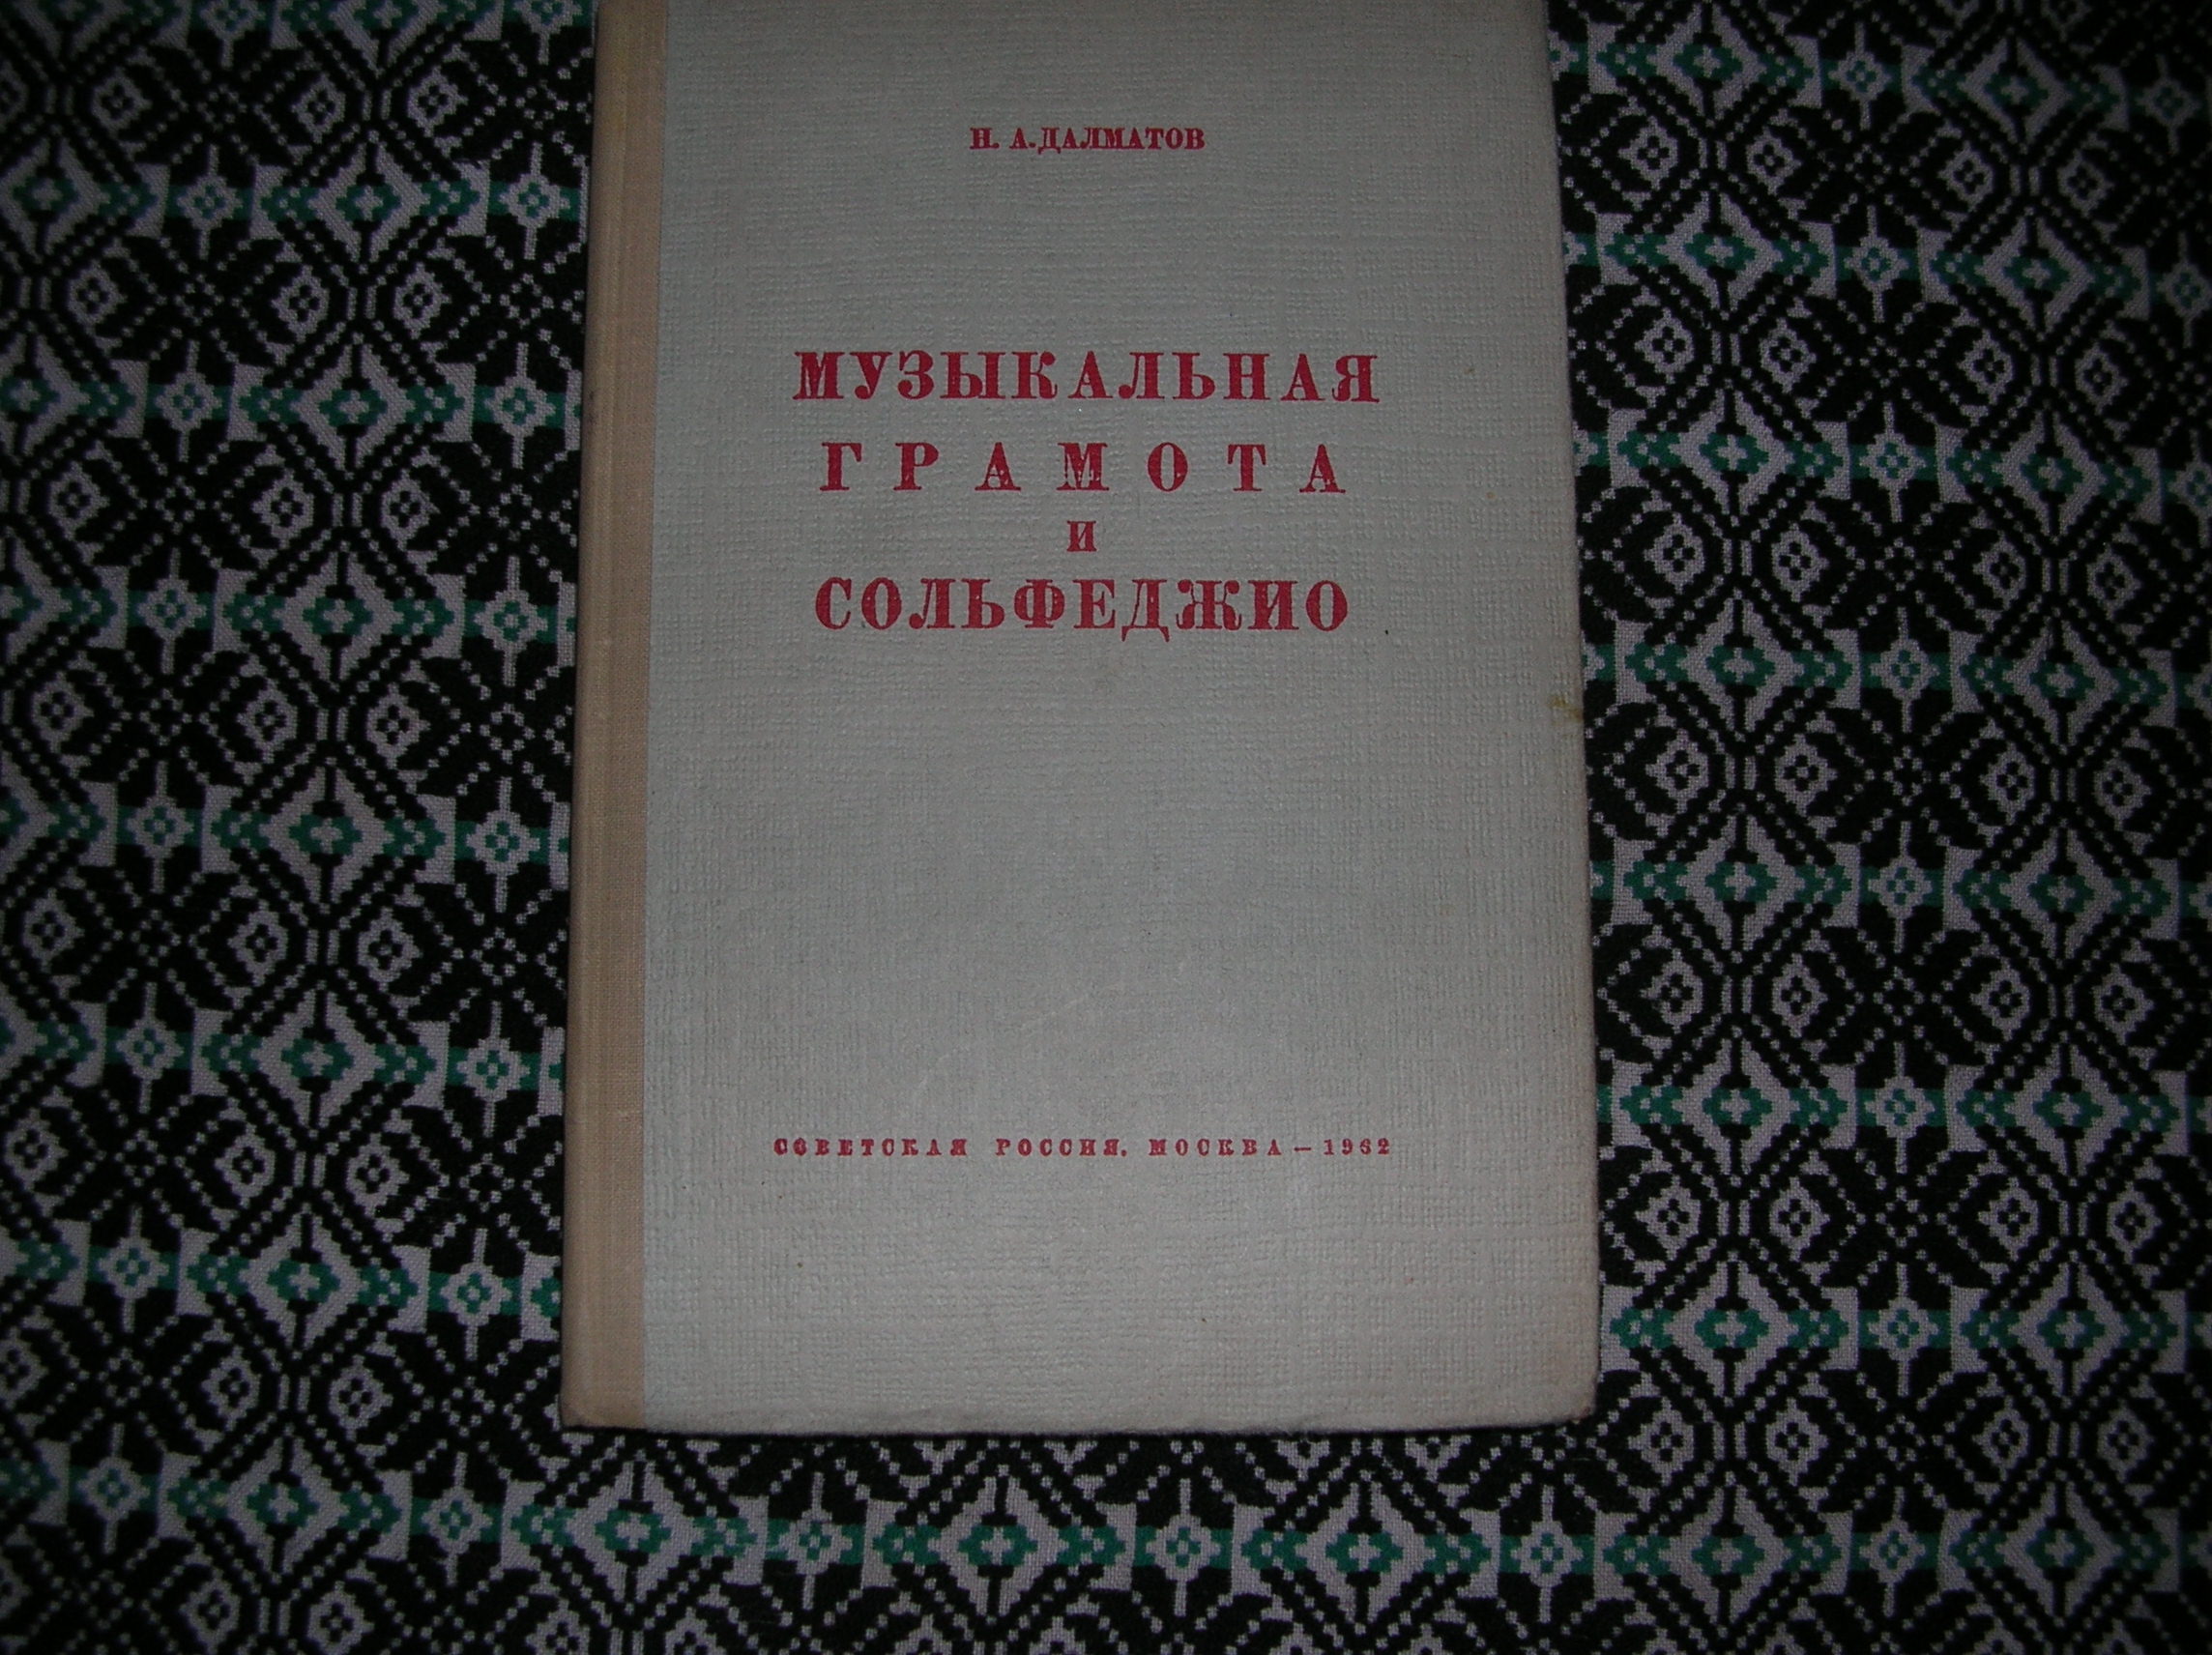 Н. А. ДАЛМАТОВ
МУЗЫКАЛЬНАЯ
ГРАМОТА
И
СОЛЬФЕДЖИО
СОВЕТСКАЯ РОССИЯ. МОСКВА — 1962